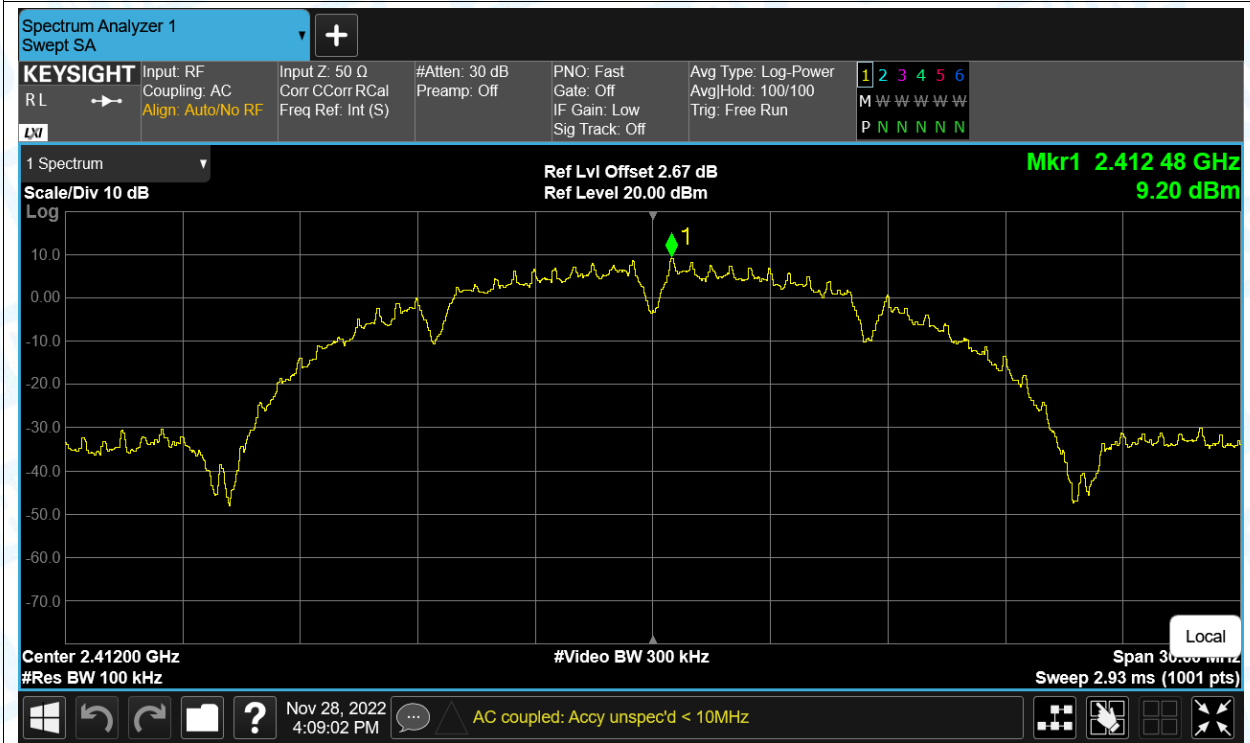 Spectrum Analyzer 1
Swept SA
KEYSIGHT
R L
LXI
Input: RF
Coupling: AC
Align: Auto/No RF
Input Z: 50 Ω
Corr CCorr RCal
Freq Ref: Int (S)
#Atten: 30 dB
Preamp: Off
PNO: Fast
Gate: Off
IF Gain: Low
Sig Track: Off
Avg Type: Log-Power
Avg|Hold: 100/100
Trig: Free Run
1 2 3 4 5 6
M W W W W W
P N N N N N
1 Spectrum
Scale/Div 10 dB
Log
Ref Lvl Offset 2.67 dB
Ref Level 20.00 dBm
Mkr1 2.412 48 GHz
9.20 dBm
1
10.0
0.00
-10.0
-20.0
-30.0
-40.0
-50.0
-60.0
-70.0
Local
Center 2.41200 GHz
#Res BW 100 kHz
#Video BW 300 kHz
Span 30.00 MHz
Sweep 2.93 ms (1001 pts)
?
Nov 28, 2022
4:09:02 PM
AC coupled: Accy unspec'd < 10MHz